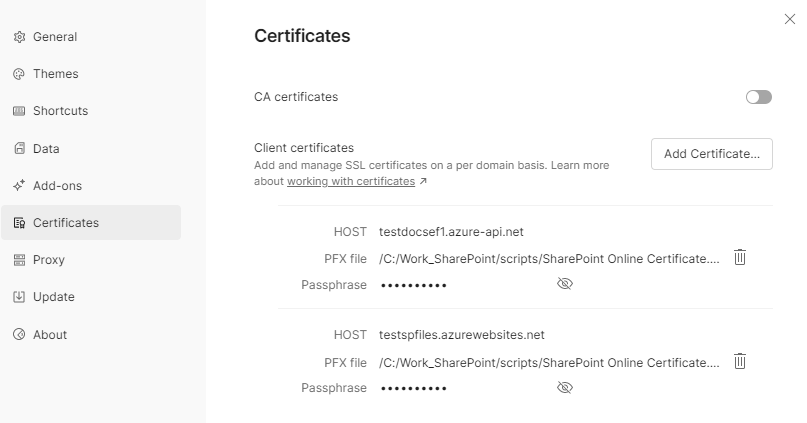 General
Themes
Shortcuts
Data
Add-ons
Certificates
Proxy
Update
About
Certificates
CA certificates
Client certificates
Add and manage SSL certificates on a per domain basis. Learn more
about working with certificates ↗
Add Certificate...
HOST testdocsef1.azure-api.net
PFX file /C:/Work_SharePoint/scripts/SharePoint Online Certificate....
Passphrase ••••••••••
HOST testspfiles.azurewebsites.net
PFX file /C:/Work_SharePoint/scripts/SharePoint Online Certificate....
Passphrase ••••••••••